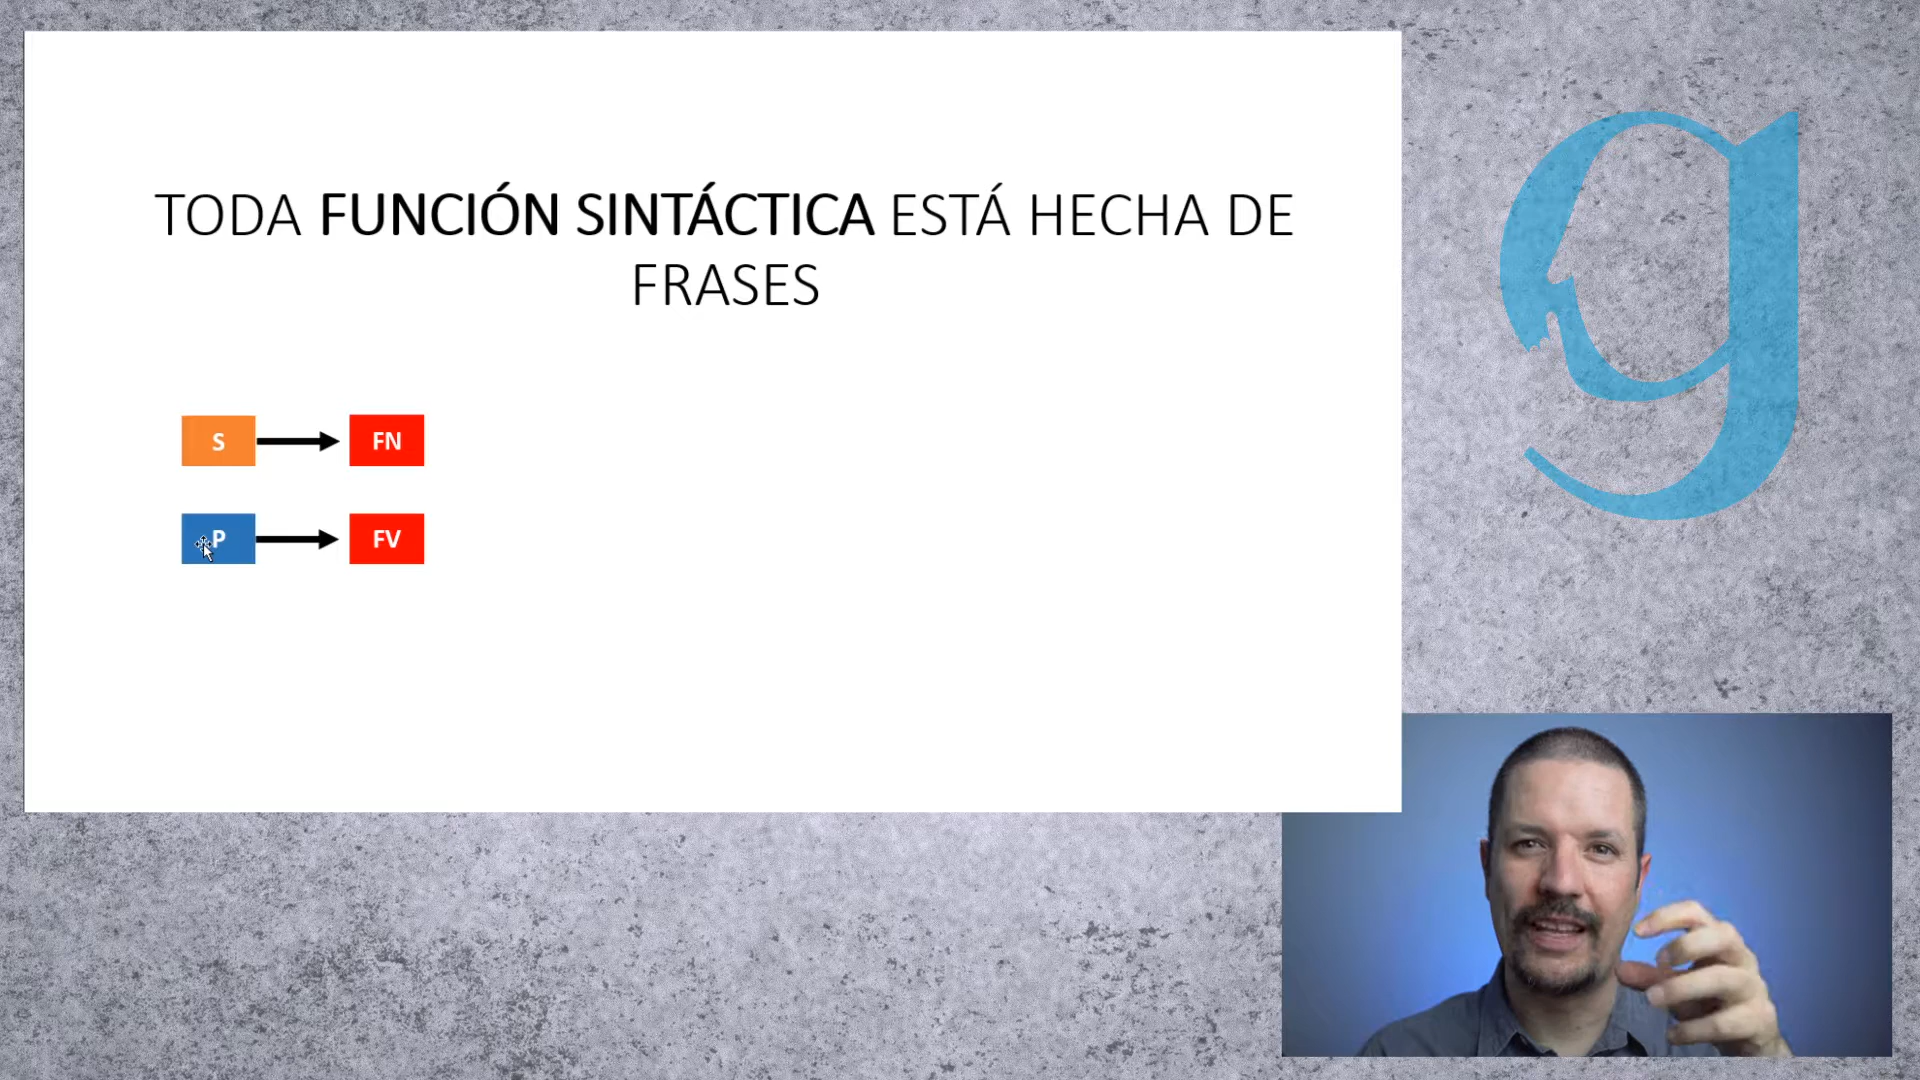 TODA FUNCIÓN SINTÁCTICA ESTÁ HECHA DE
FRASES
S FN
P FV
g